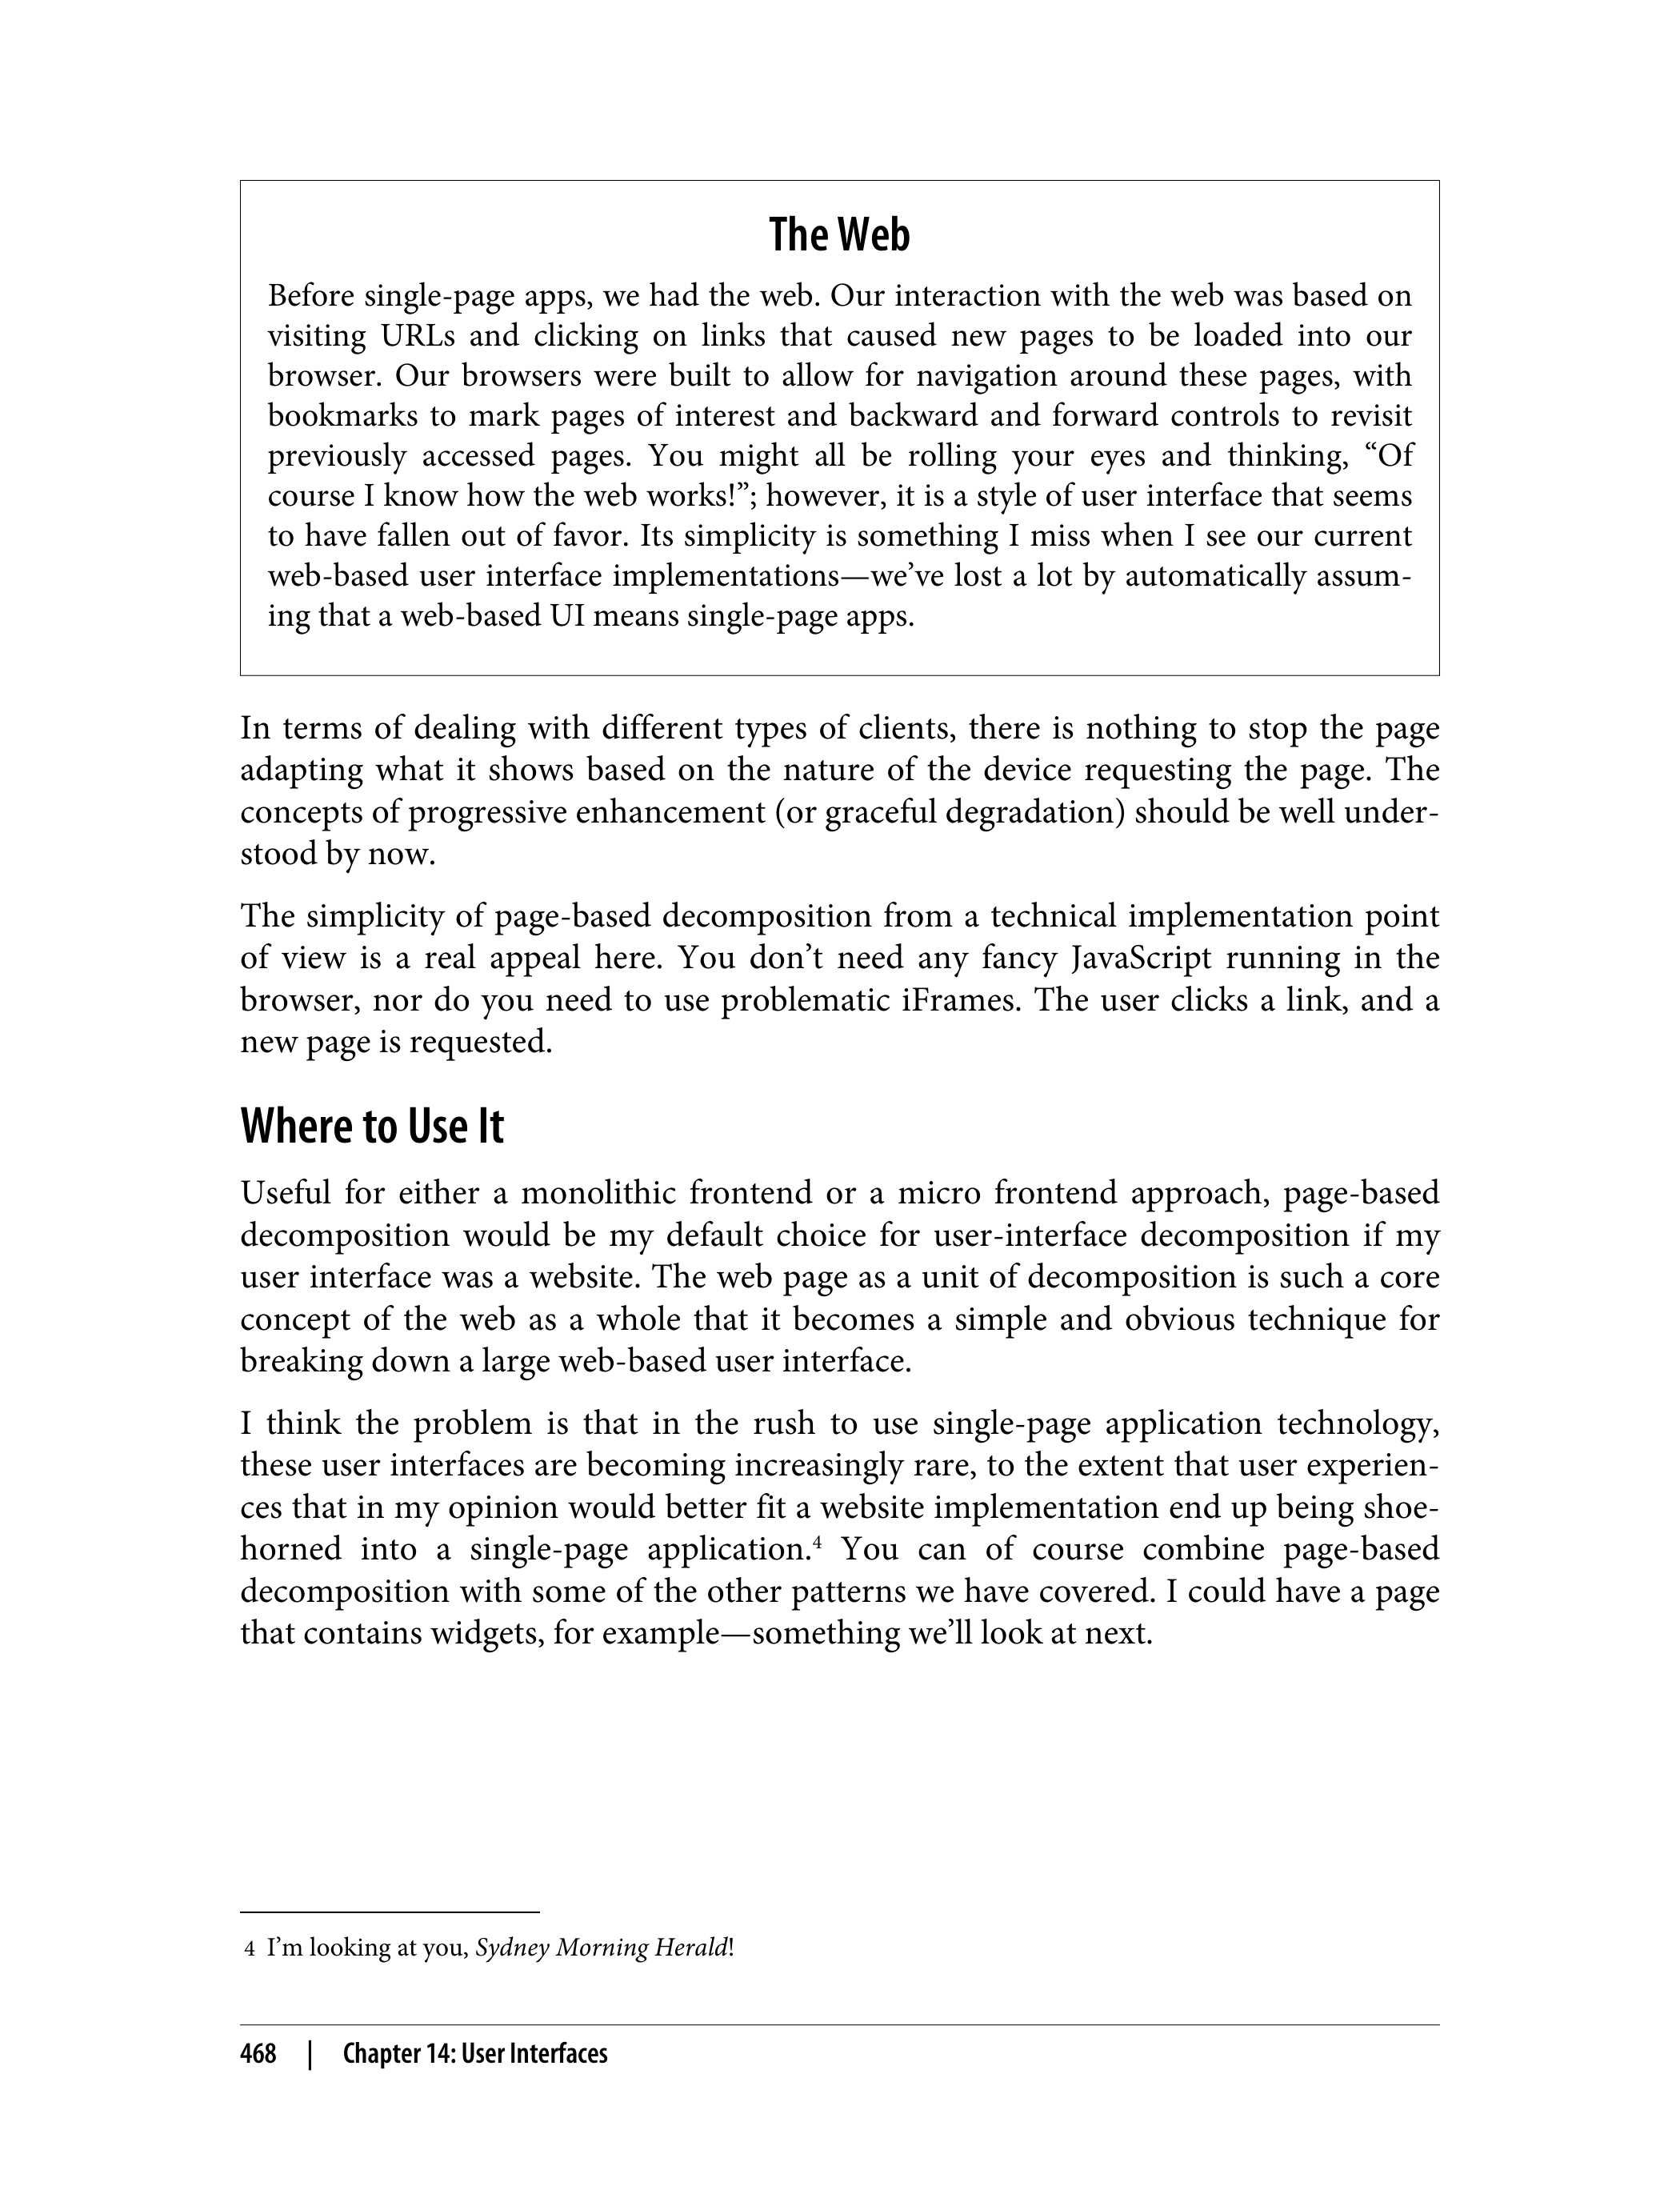 The Web
Before single-page apps, we had the web. Our interaction with the web was based on
visiting URLs and clicking on links that caused new pages to be loaded into our
browser. Our browsers were built to allow for navigation around these pages, with
bookmarks to mark pages of interest and backward and forward controls to revisit
previously accessed pages. You might all be rolling your eyes and thinking, “Of
course I know how the web works!”; however, it is a style of user interface that seems
to have fallen out of favor. Its simplicity is something I miss when I see our current
web-based user interface implementations—we’ve lost a lot by automatically assum-
ing that a web-based UI means single-page apps.
In terms of dealing with different types of clients, there is nothing to stop the page
adapting what it shows based on the nature of the device requesting the page. The
concepts of progressive enhancement (or graceful degradation) should be well under-
stood by now.
The simplicity of page-based decomposition from a technical implementation point
of view is a real appeal here. You don’t need any fancy JavaScript running in the
browser, nor do you need to use problematic iFrames. The user clicks a link, and a
new page is requested.
Where to Use It
Useful for either a monolithic frontend or a micro frontend approach, page-based
decomposition would be my default choice for user-interface decomposition if my
user interface was a website. The web page as a unit of decomposition is such a core
concept of the web as a whole that it becomes a simple and obvious technique for
breaking down a large web-based user interface.
I think the problem is that in the rush to use single-page application technology,
these user interfaces are becoming increasingly rare, to the extent that user experien-
ces that in my opinion would better fit a website implementation end up being shoe-
horned into a single-page application.4 You can of course combine page-based
decomposition with some of the other patterns we have covered. I could have a page
that contains widgets, for example—something we’ll look at next.
4 I’m looking at you, Sydney Morning Herald!
468 | Chapter 14: User Interfaces